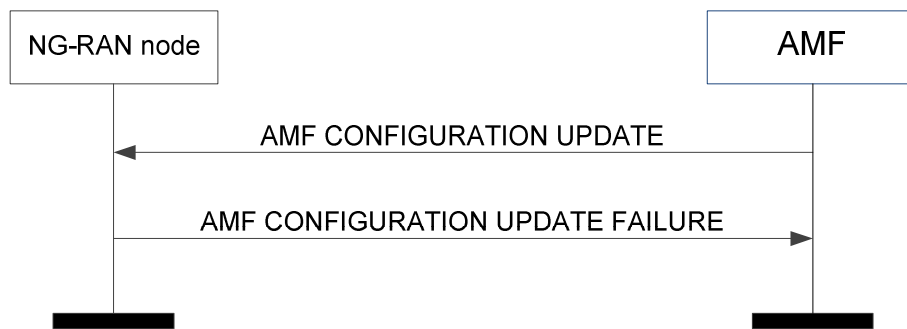 NG-RAN node
AMF
AMF CONFIGURATION UPDATE
AMF CONFIGURATION UPDATE FAILURE